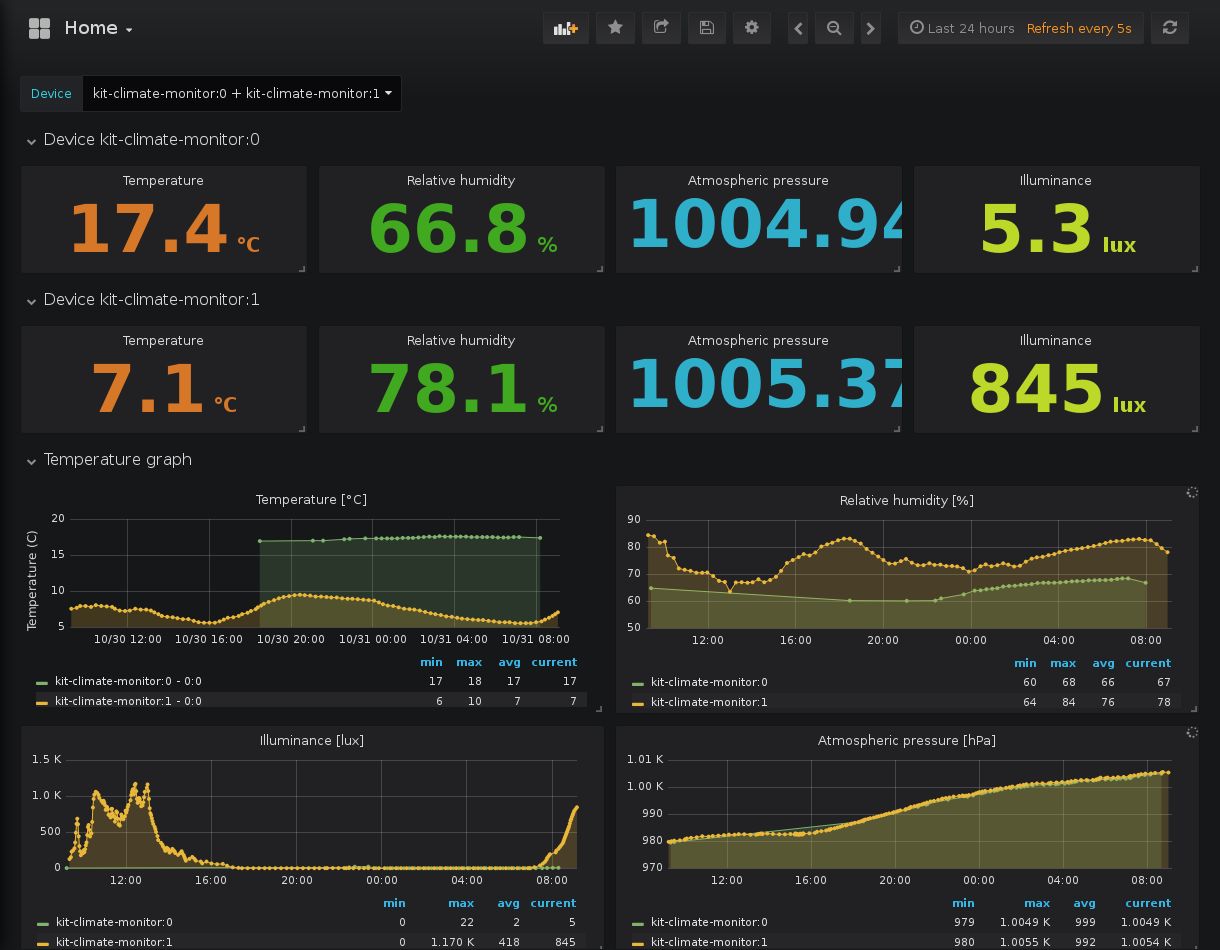 Home
Last 24 hours Refresh every 5s
Device kit-climate-monitor:0 + kit-climate-monitor:1
Device kit-climate-monitor:0
Temperature Relative humidity Atmospheric pressure Illuminance
17.4 °C 66.8 % 1004.94 5.3 lux
Device kit-climate-monitor:1
Temperature Relative humidity Atmospheric pressure Illuminance
7.1 °C 78.1 % 1005.37 845 lux
Temperature graph
Temperature [°C]
Temperature (C)
20
15
10
5
10/30 12:00 10/30 16:00 10/30 20:00 10/31 00:00 10/31 04:00 10/31 08:00
min max avg current
kit-climate-monitor:0 - 0:0 17 18 17 17
kit-climate-monitor:1 - 0:0 6 10 7 7
Relative humidity [%]
90
80
70
60
50
12:00 16:00 20:00 00:00 04:00 08:00
min max avg current
kit-climate-monitor:0 60 68 66 67
kit-climate-monitor:1 64 84 76 78
Illuminance [lux]
1.5 K
1.0 K
500
0
12:00 16:00 20:00 00:00 04:00 08:00
min max avg current
kit-climate-monitor:0 0 22 2 5
kit-climate-monitor:1 0 1.170 K 418 845
Atmospheric pressure [hPa]
1.01 K
1.00 K
990
980
970
12:00 16:00 20:00 00:00 04:00 08:00
min max avg current
kit-climate-monitor:0 979 1.0049 K 999 1.0049 K
kit-climate-monitor:1 980 1.0055 K 992 1.0054 K